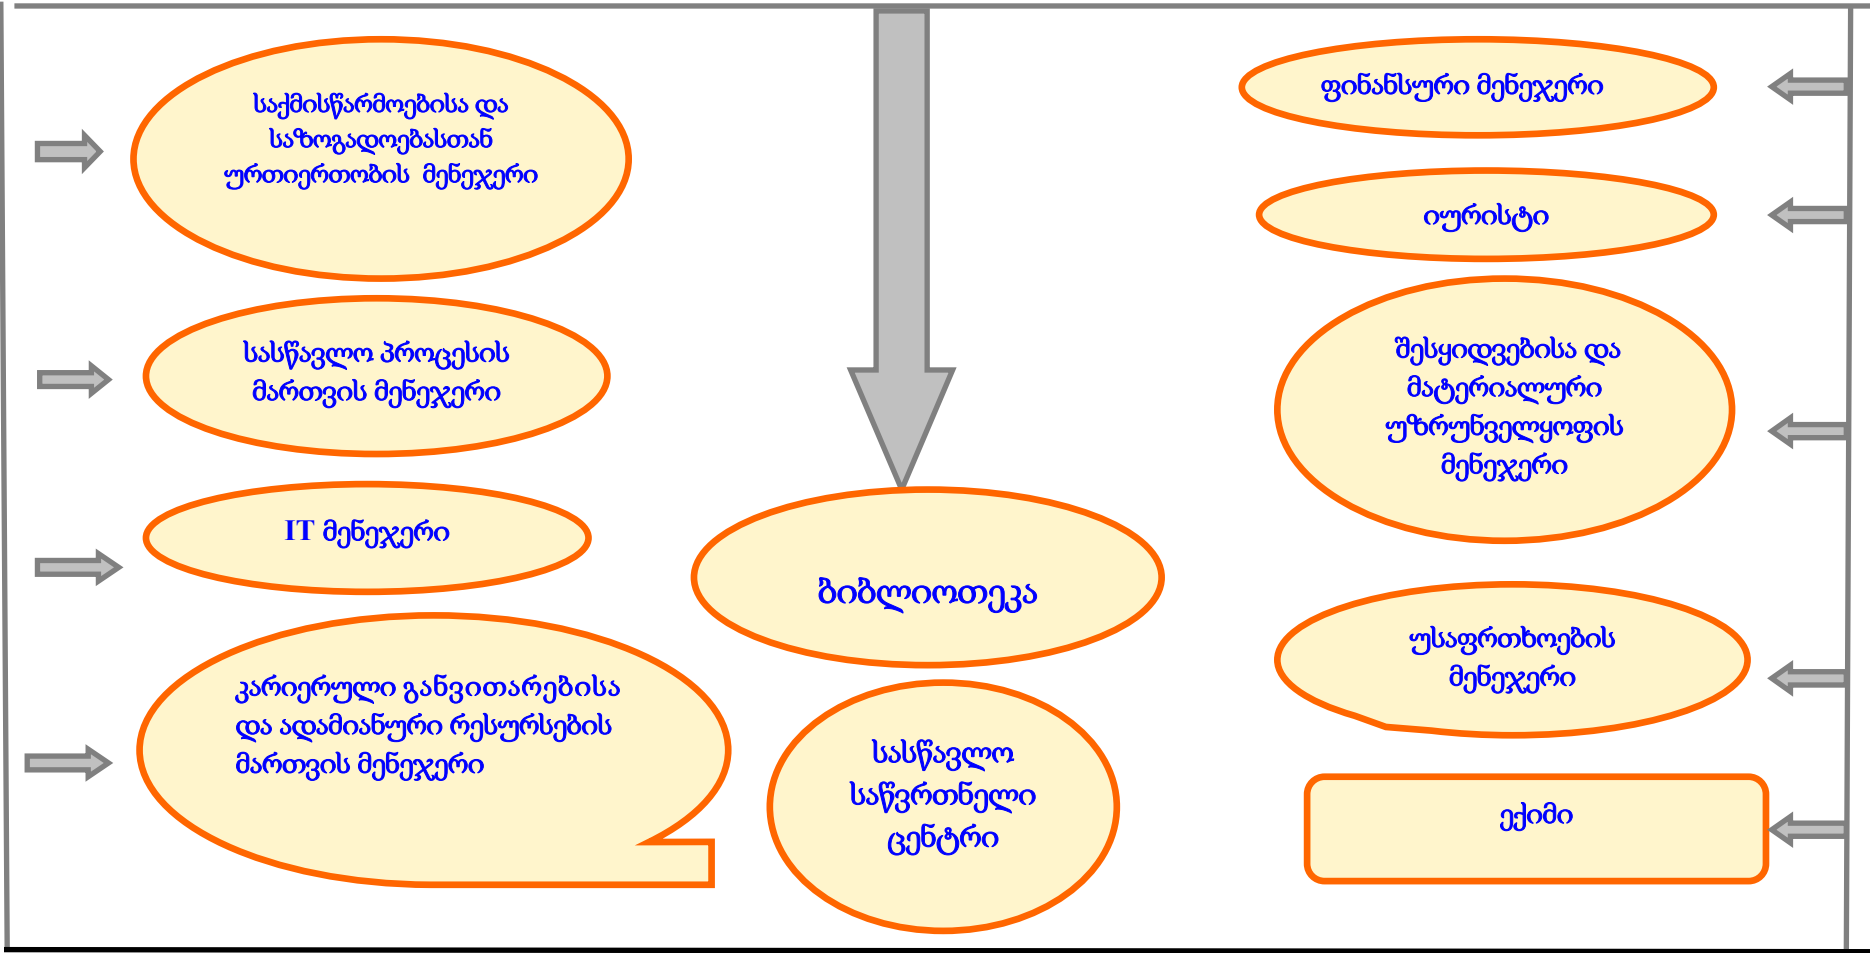 საქმისწარმოებისა და
საზოგადოებასთან
ურთიერთობის მენეჯერი
სასწავლო პროცესის
მართვის მენეჯერი
IT მენეჯერი
კარიერული განვითარებისა
და ადამიანური რესურსების
მართვის მენეჯერი
ბიბლიოთეკა
სასწავლო
საწვრთნელი
ცენტრი
ფინანსური მენეჯერი
იურისტი
შესყიდვებისა და
მატერიალური
უზრუნველყოფის
მენეჯერი
უსაფრთხოების
მენეჯერი
ექიმი